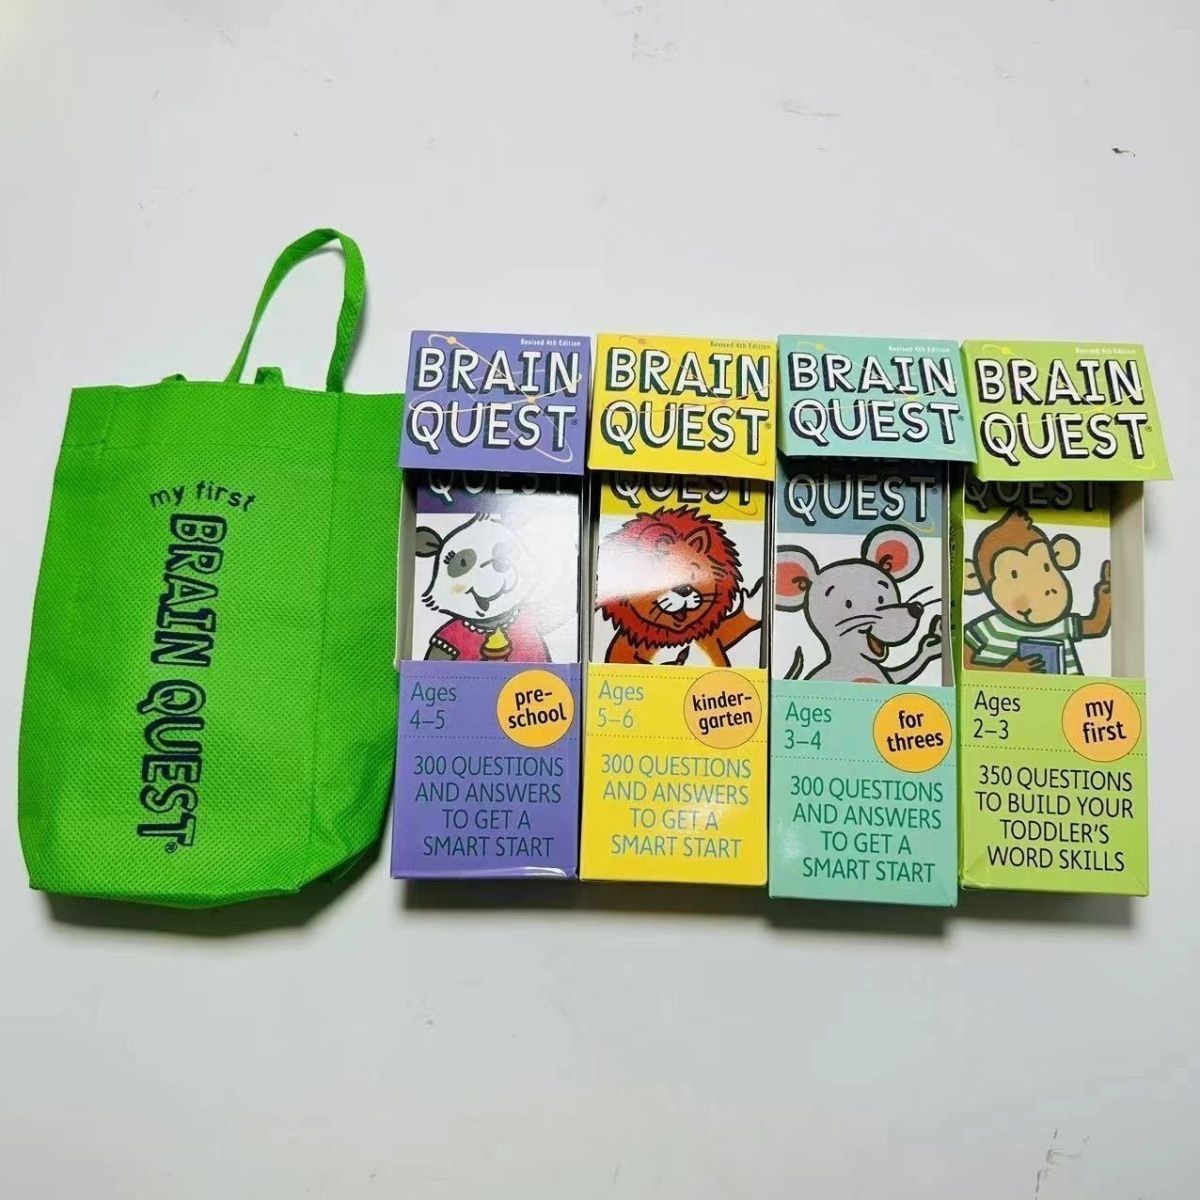 my first
BRAIN QUEST®
Revised 4th Edition
BRAIN
QUEST®
QUEST
Ages
4–5
pre-
school
300 QUESTIONS
AND ANSWERS
TO GET A
SMART START
Revised 4th Edition
BRAIN
QUEST®
QUEST
Ages
5–6
kinder-
garten
300 QUESTIONS
AND ANSWERS
TO GET A
SMART START
Revised 4th Edition
BRAIN
QUEST®
QUEST
Ages
3–4
for
threes
300 QUESTIONS
AND ANSWERS
TO GET A
SMART START
Revised 4th Edition
BRAIN
QUEST®
QUEST
Ages
2–3
my
first
350 QUESTIONS
TO BUILD YOUR
TODDLER'S
WORD SKILLS